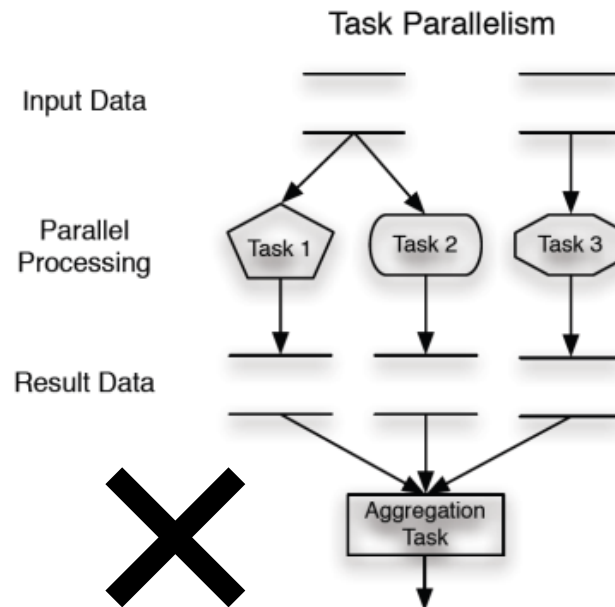 Task Parallelism
Input Data
Parallel
Processing
Task 1
Task 2
Task 3
Result Data
Aggregation
Task